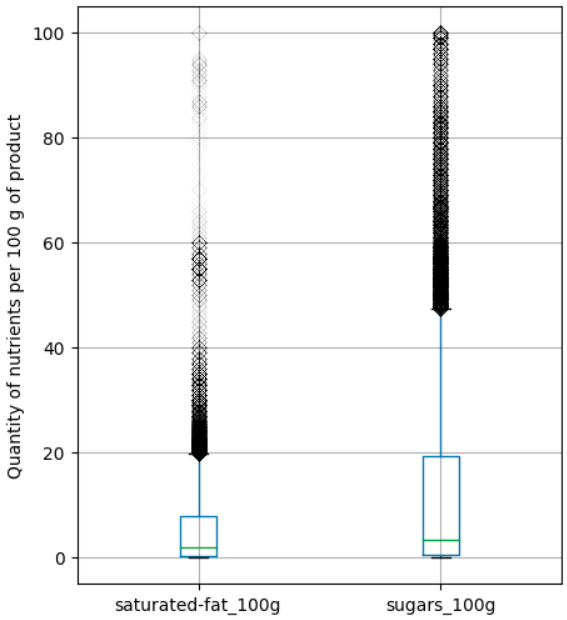 Quantity of nutrients per 100 g of product
100
80
60
40
20
0
saturated-fat_100g
sugars_100g